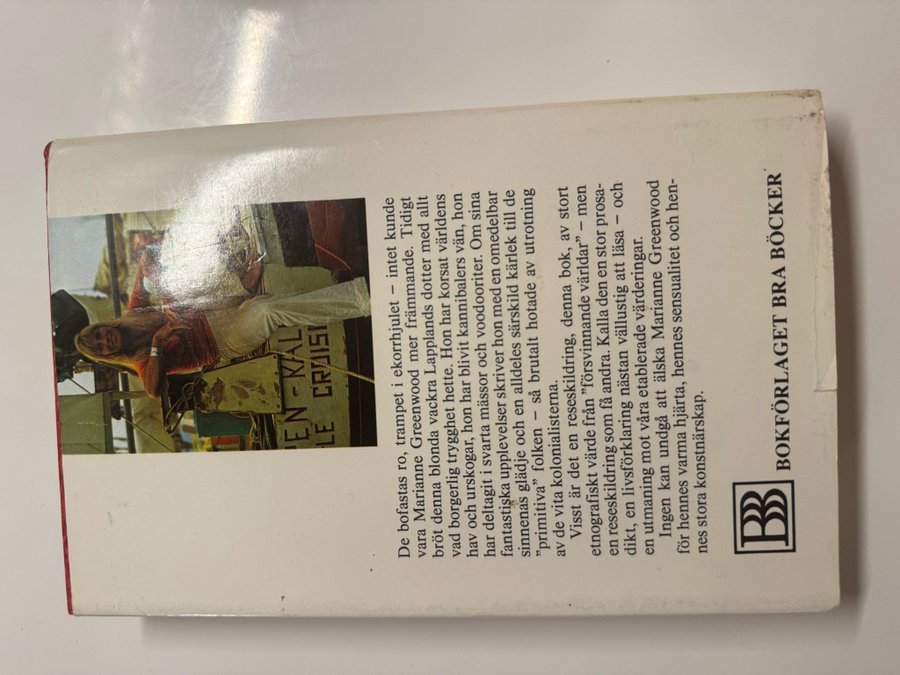 EN-KAL
LE
CRUISI
De bofastas ro, trampet i ekorrhjulet – intet kunde
vara Marianne Greenwood mer främmande. Tidigt
bröt denna blonda vackra Lapplands dotter med allt
vad borgerlig trygghet hette. Hon har korsat världens
hav och urskogar, hon har blivit kannibalers vän, hon
har deltagit i svarta mässor och voodooriter. Om sina
fantastiska upplevelser skriver hon med en omedelbar
sinnenas glädje och en alldeles särskild kärlek till de
”primitiva” folken – så brutalt hotade av utrotning
av de vita kolonialisterna.
Visst är det en reseskildring, denna bok, av stort
etnografiskt värde från ”försvinnande världar” – men
en reseskildring som få andra. Kalla den en stor prosa-
dikt, en livsförklaring nästan vällustig att läsa – och
en utmaning mot våra etablerade värderingar.
Ingen kan undgå att älska Marianne Greenwood
för hennes varma hjärta, hennes sensualitet och hen-
nes stora konstnärskap.
BBB
BOKFÖRLAGET BRA BÖCKER